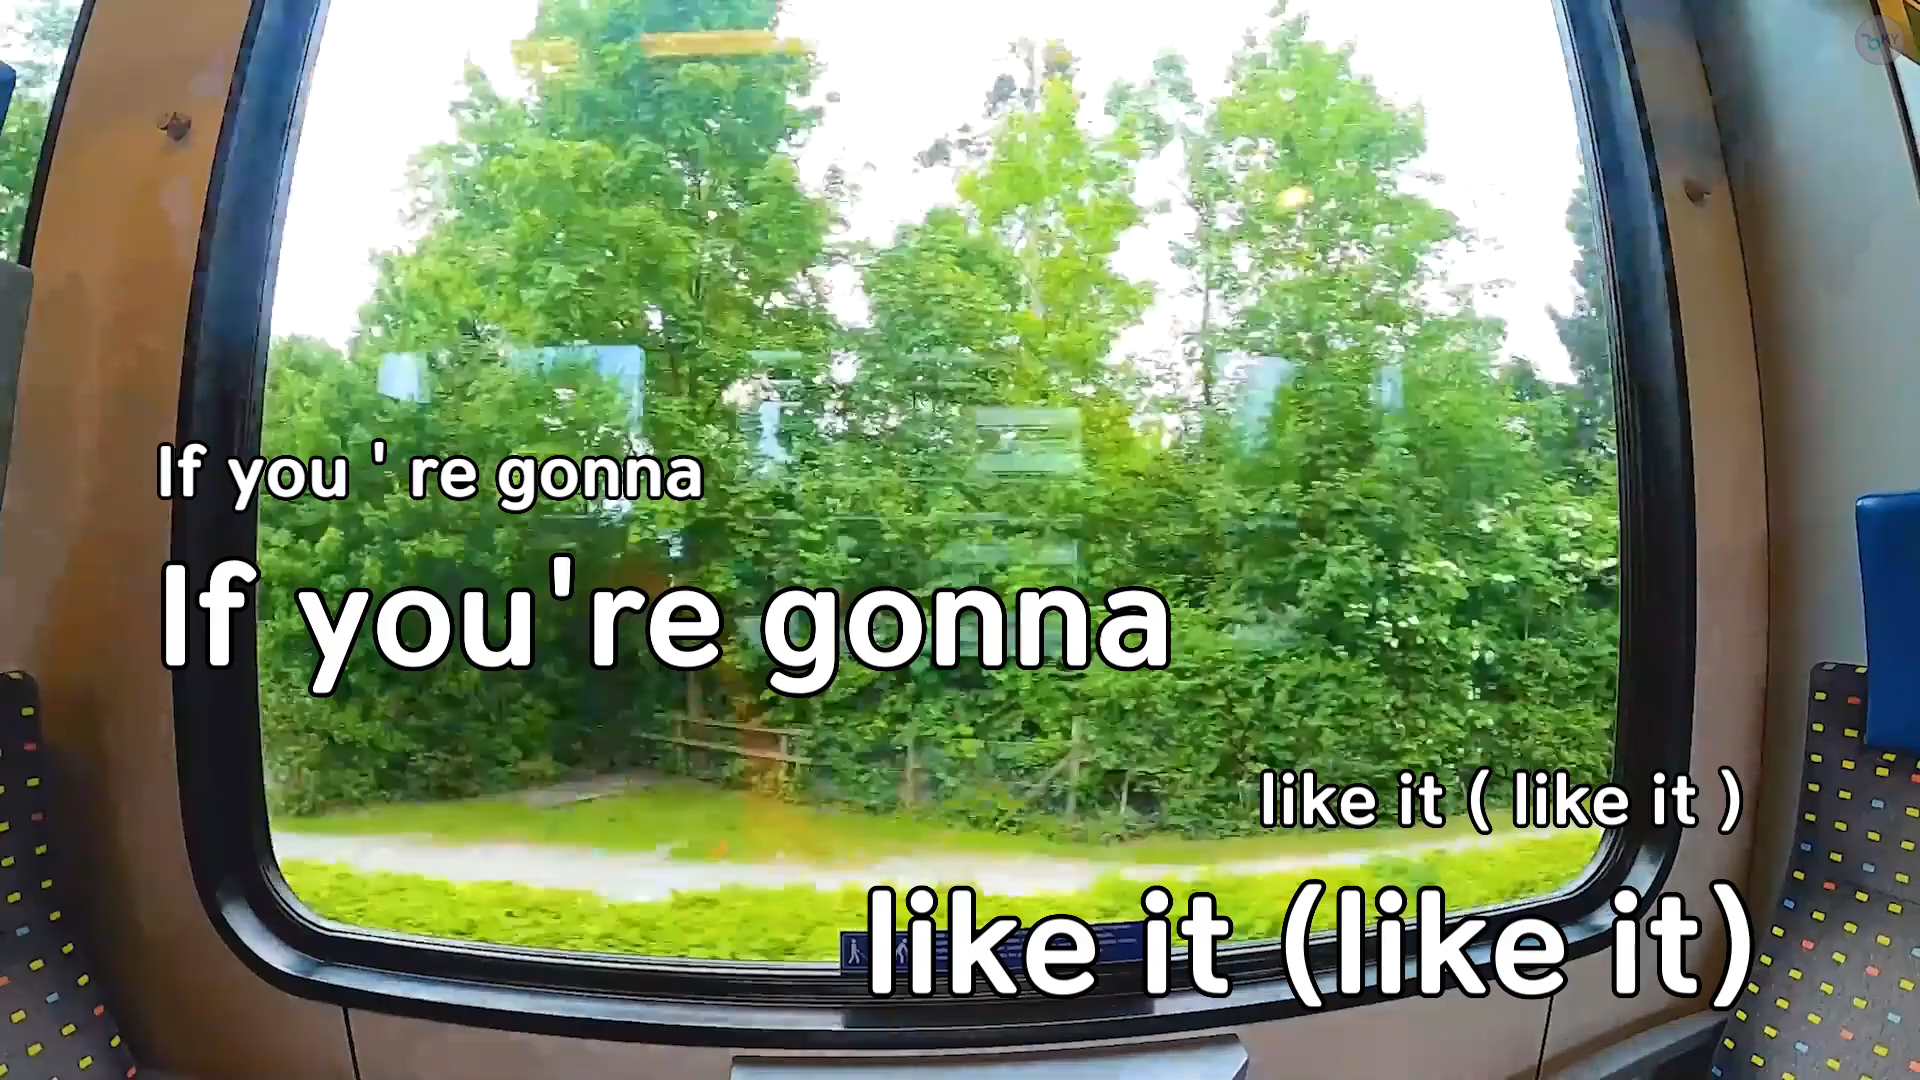 If you ' re gonna
If you're gonna
like it ( like it )
like it (like it)